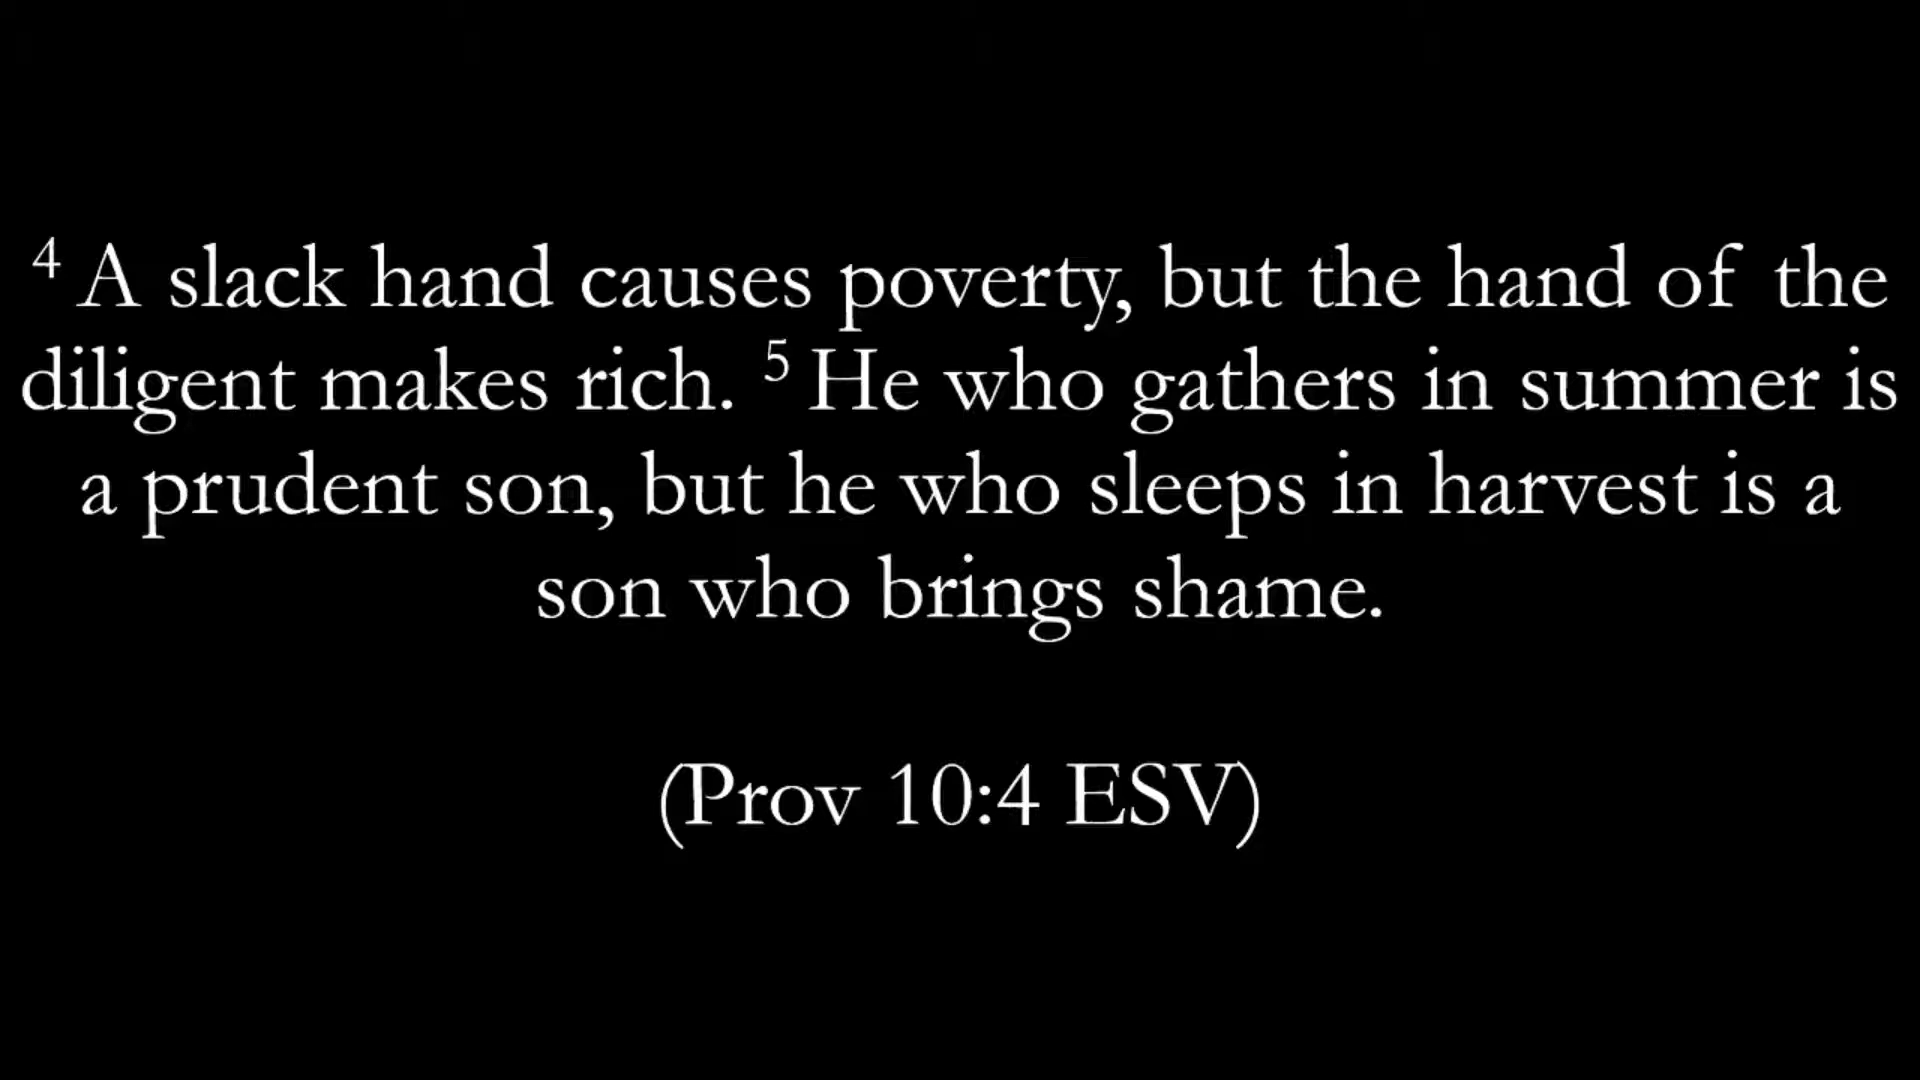 4 A slack hand causes poverty, but the hand of the
diligent makes rich. 5 He who gathers in summer is
a prudent son, but he who sleeps in harvest is a
son who brings shame.
(Prov 10:4 ESV)